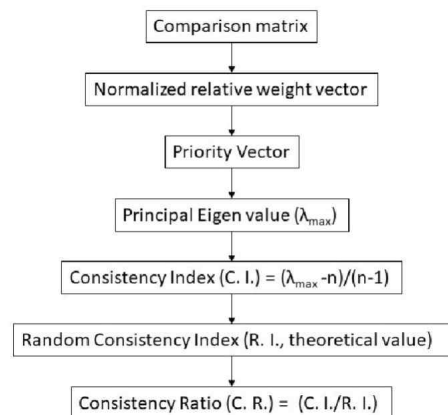 Comparison matrix
Normalized relative weight vector
Priority Vector
Principal Eigen value (λmax)
Consistency Index (C. I.) = (λmax -n)/(n-1)
Random Consistency Index (R. I., theoretical value)
Consistency Ratio (C. R.) = (C. I./R. I.)